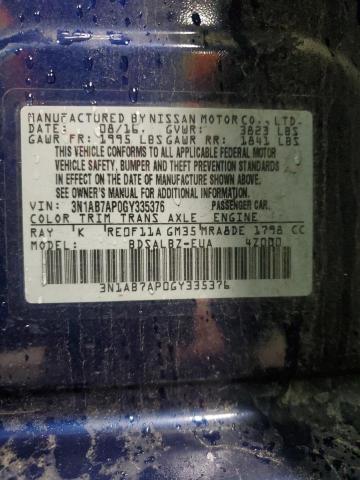 MANUFACTURED BY NISSAN MOTOR CO., LTD.
DATE: 08/16. GVWR: 3823 LBS
GAWR FR: 1995 LBS GAWR RR: 1841 LBS
THIS VEHICLE CONFORMS TO ALL
APPLICABLE FEDERAL MOTOR
VEHICLE SAFETY, BUMPER, AND THEFT PREVENTION STANDARDS
IN EFFECT ON THE DATE OF MANUFACTURE SHOWN ABOVE.
SEE OWNER'S MANUAL FOR ADDITIONAL INFORMATION
VIN: 3N1AB7AP0GY335376 PASSENGER CAR.
COLOR TRIM TRANS AXLE ENGINE
RAY K RE0F11A GM35 MRA8DE 1798 CC
MODEL: BDSALBZ-EUA 4Z000
3N1AB7AP0GY335376